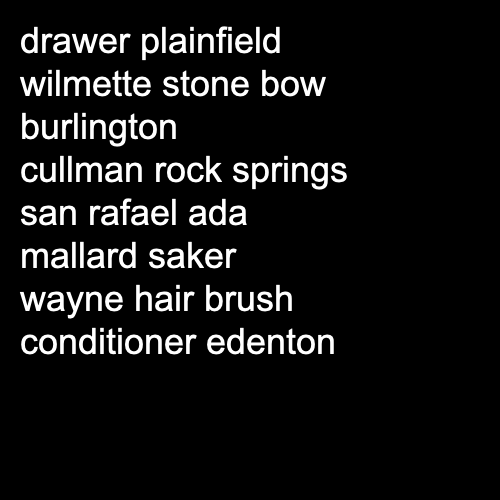 drawer plainfield
wilmette stone bow
burlington
cullman rock springs
san rafael ada
mallard saker
wayne hair brush
conditioner edenton